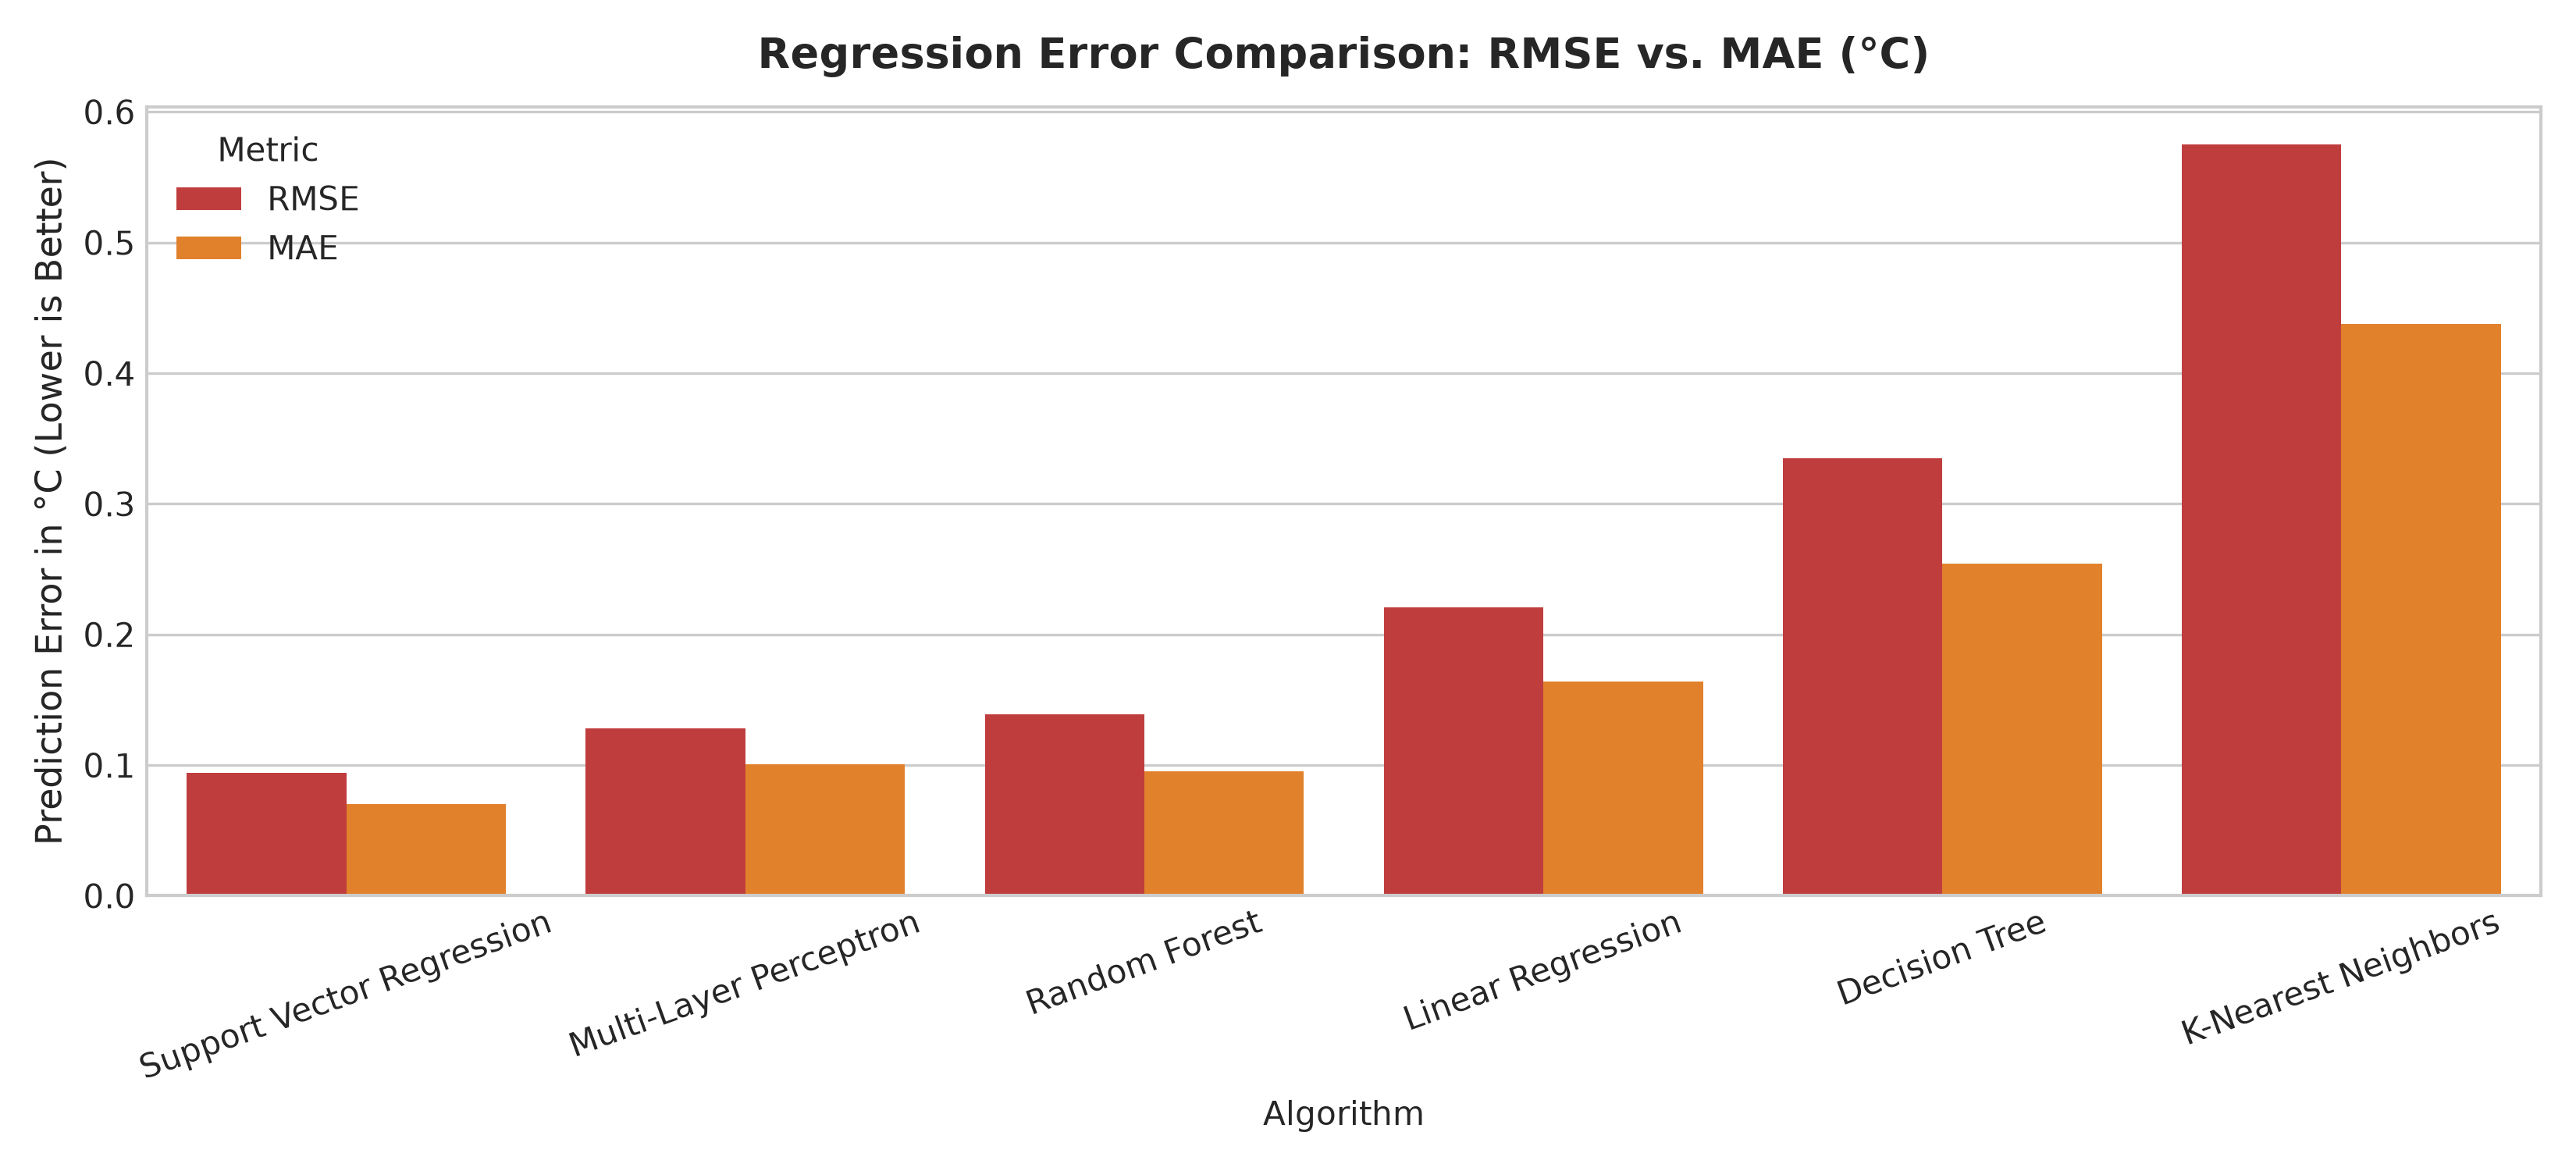 Regression Error Comparison: RMSE vs. MAE (°C)
Prediction Error in °C (Lower is Better)
0.6
0.5
0.4
0.3
0.2
0.1
0.0
Metric
RMSE
MAE
Support Vector Regression
Multi-Layer Perceptron
Random Forest
Linear Regression
Decision Tree
K-Nearest Neighbors
Algorithm